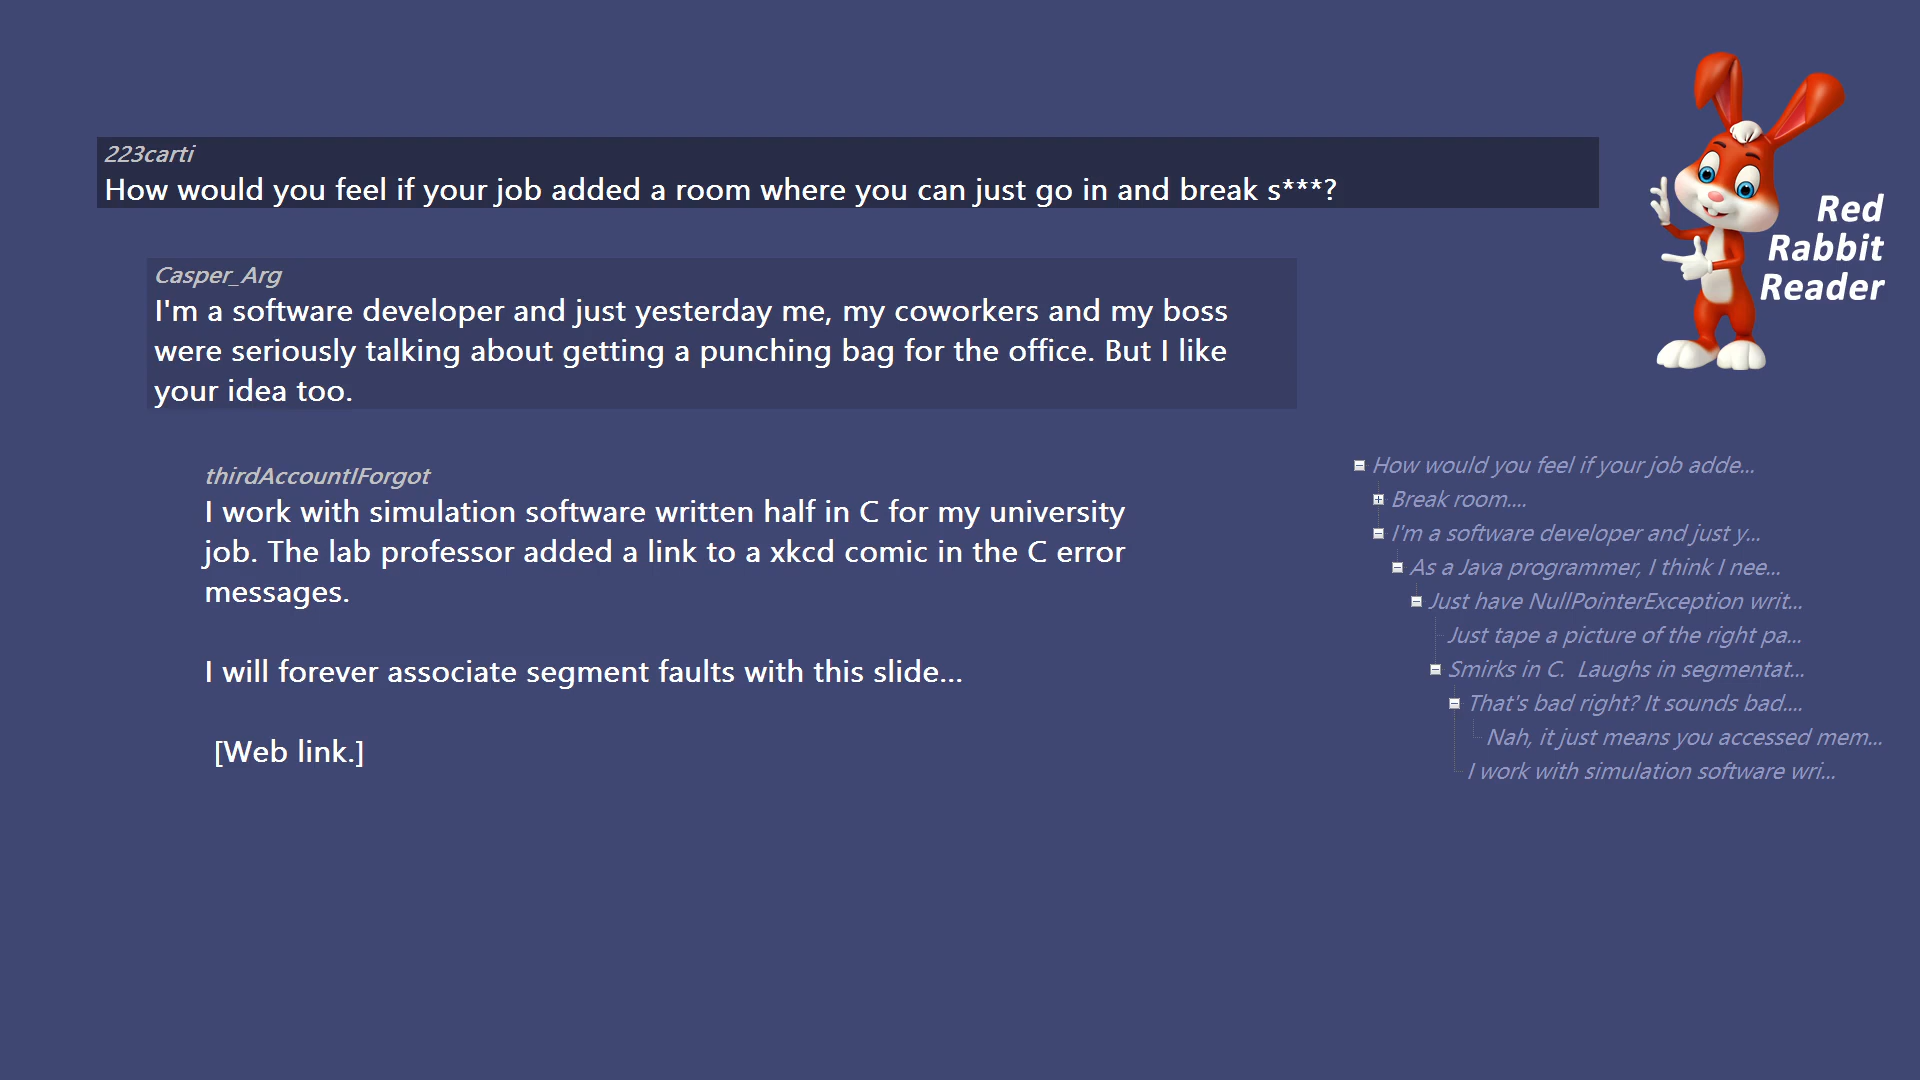 223carti
How would you feel if your job added a room where you can just go in and break s***?
Casper_Arg
I'm a software developer and just yesterday me, my coworkers and my boss
were seriously talking about getting a punching bag for the office. But I like
your idea too.
thirdAccountIForgot
I work with simulation software written half in C for my university
job. The lab professor added a link to a xkcd comic in the C error
messages.
I will forever associate segment faults with this slide...
[Web link.]
Red
Rabbit
Reader
How would you feel if your job adde...
Break room....
I'm a software developer and just y...
As a Java programmer, I think I nee...
Just have NullPointerException writ...
Just tape a picture of the right pa...
Smirks in C.  Laughs in segmentat...
That's bad right? It sounds bad....
Nah, it just means you accessed mem...
I work with simulation software wri...